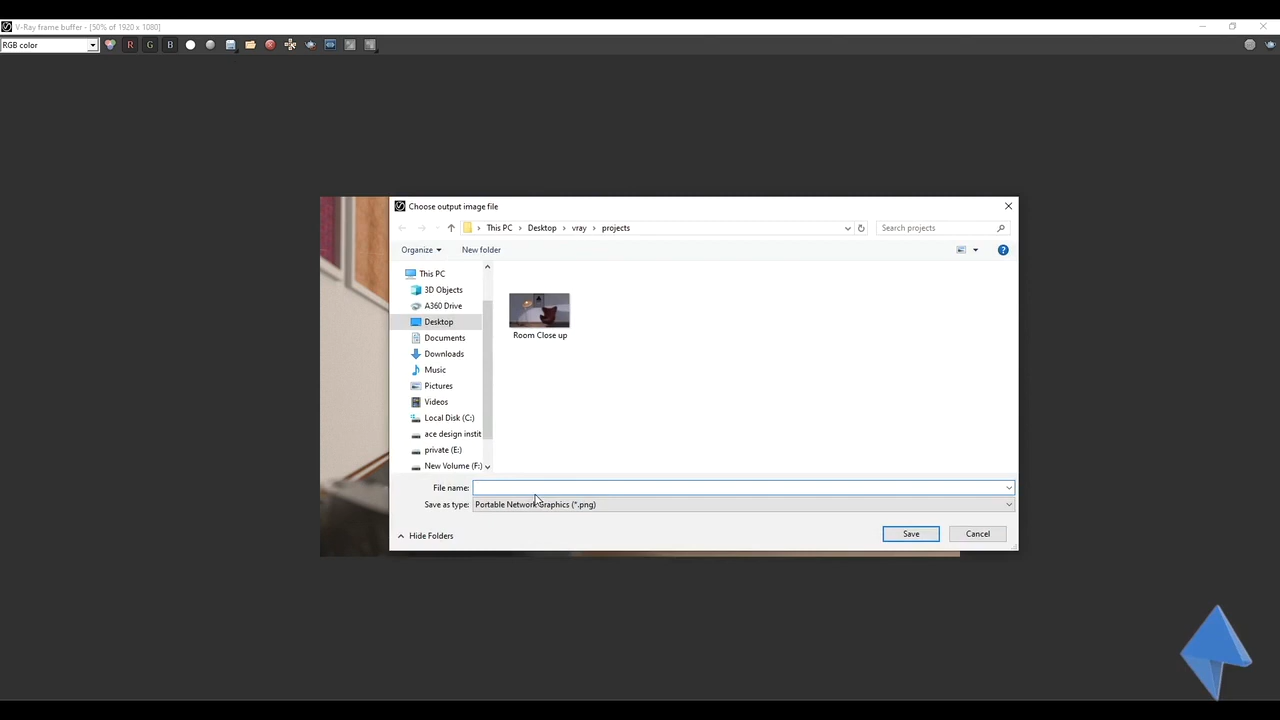 V-Ray frame buffer - [50% of 1920 x 1080]
RGB color
R G B
Choose output image file
This PC > Desktop > vray > projects
Search projects
Organize
New folder
This PC
3D Objects
A360 Drive
Desktop
Documents
Downloads
Music
Pictures
Videos
Local Disk (C:)
ace design instit
private (E:)
New Volume (F:)
Room Close up
File name:
Save as type: Portable Network Graphics (*.png)
Hide Folders
Save
Cancel